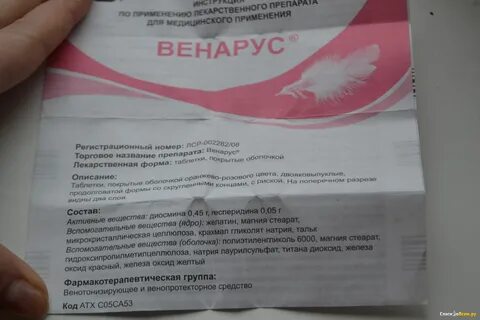 ИНСТРУКЦИЯ
ПО ПРИМЕНЕНИЮ ЛЕКАРСТВЕННОГО ПРЕПАРАТА
ДЛЯ МЕДИЦИНСКОГО ПРИМЕНЕНИЯ
ВЕНАРУС®
Регистрационный номер: ЛСР-002282/08
Торговое название препарата: Венарус®
Лекарственная форма: таблетки, покрытые оболочкой
Описание:
Таблетки, покрытые оболочкой оранжево-розового цвета, двояковыпуклые,
продолговатой формы со скругленными концами, с риской. На поперечном разрезе
видны два слоя.
Состав:
Активные вещества: диосмина 0,45 г, гесперидина 0,05 г
Вспомогательные вещества (ядро): желатин, магния стеарат,
микрокристаллическая целлюлоза, крахмал гликолят натрия, тальк
Вспомогательные вещества (оболочка): полиэтиленгликоль 6000, магния стеарат,
гидроксипропилметилцеллюлоза, натрия лаурилсульфат, титана диоксид, железа
оксид красный, железа оксид желтый
Фармакотерапевтическая группа:
Венотонизирующее и венопротекторное средство
Код АТХ C05CA53